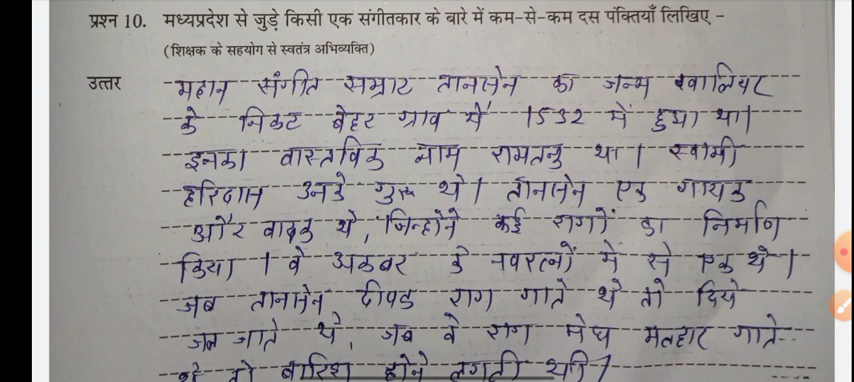 प्रश्न 10. मध्यप्रदेश से जुड़े किसी एक संगीतकार के बारे में कम-से-कम दस पंक्तियाँ लिखिए -
(शिक्षक के सहयोग से स्वतंत्र अभिव्यक्ति)
उत्तर महान संगीत सम्राट तानसेन का जन्म ग्वालियर
के निकट बेहट ग्राव में 1532 में हुआ था।
इनका वास्तविक नाम रामतनु था। स्वामी
हरिदास उनके गुरू थे। तानसेन एक गायक
और वादक थे, जिन्होंने कई रागों का निर्माण
किया। वे अकबर के नवरत्नों में से एक थे।
जब तानसेन दीपक राग गाते थे तो दिये
जल जाते थे, जब वे राग मेघ मलहार गाते
थे तो बारिश होने लगती थी।